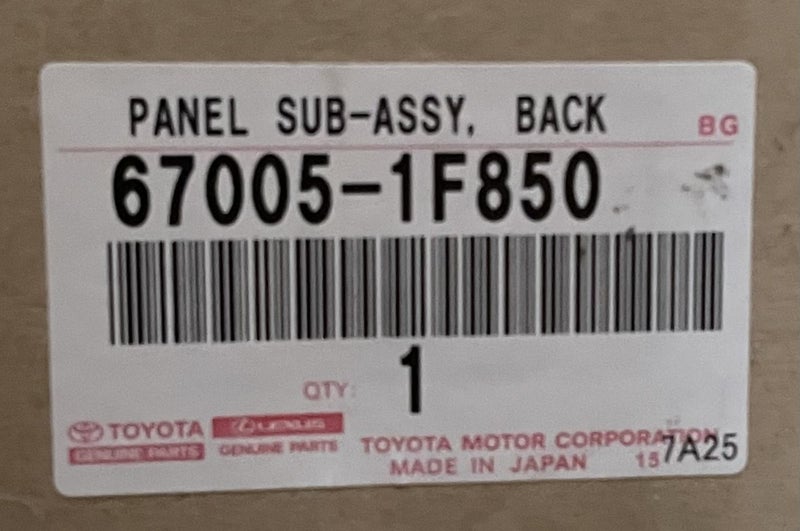 PANEL SUB-ASSY, BACK
BG
67005-1F850
QTY: 1
TOYOTA
GENUINE PARTS
LEXUS
GENUINE PARTS
TOYOTA MOTOR CORPORATION
MADE IN JAPAN 15
7A25